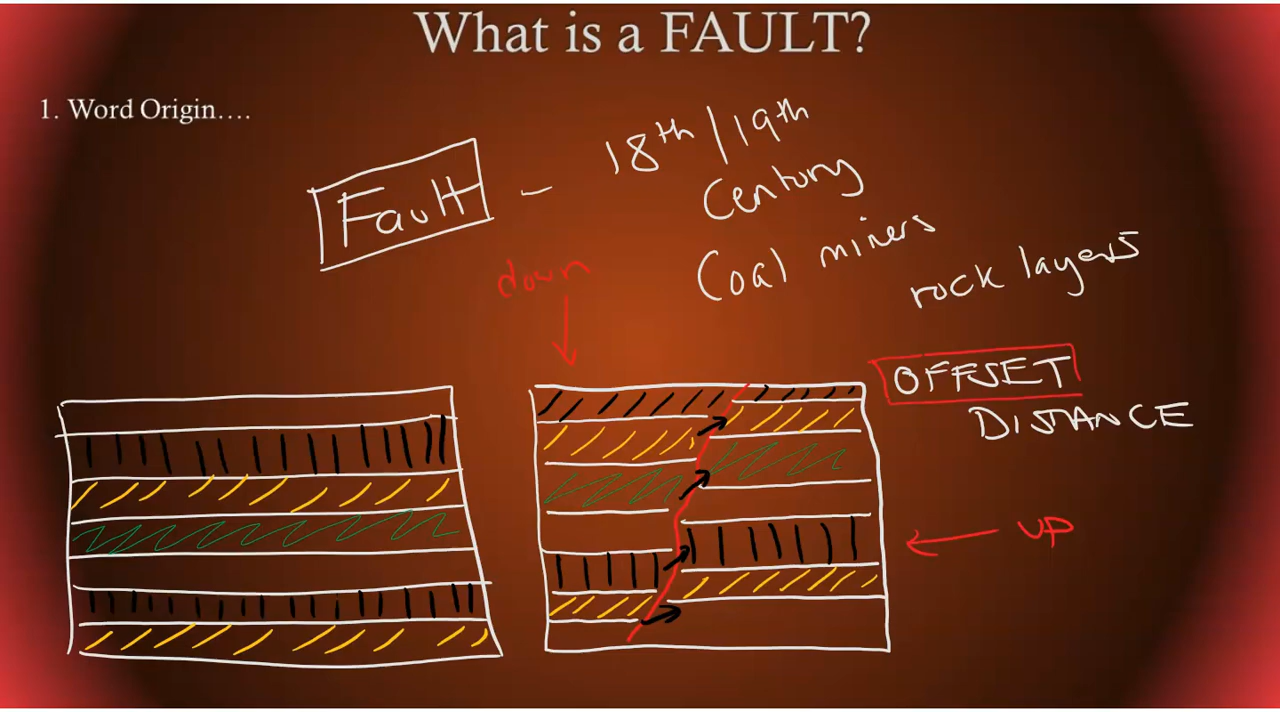 What is a FAULT?
1. Word Origin....
Fault - 18th/19th
Century
Coal miners
rock layers
down
OFFSET
DISTANCE
UP